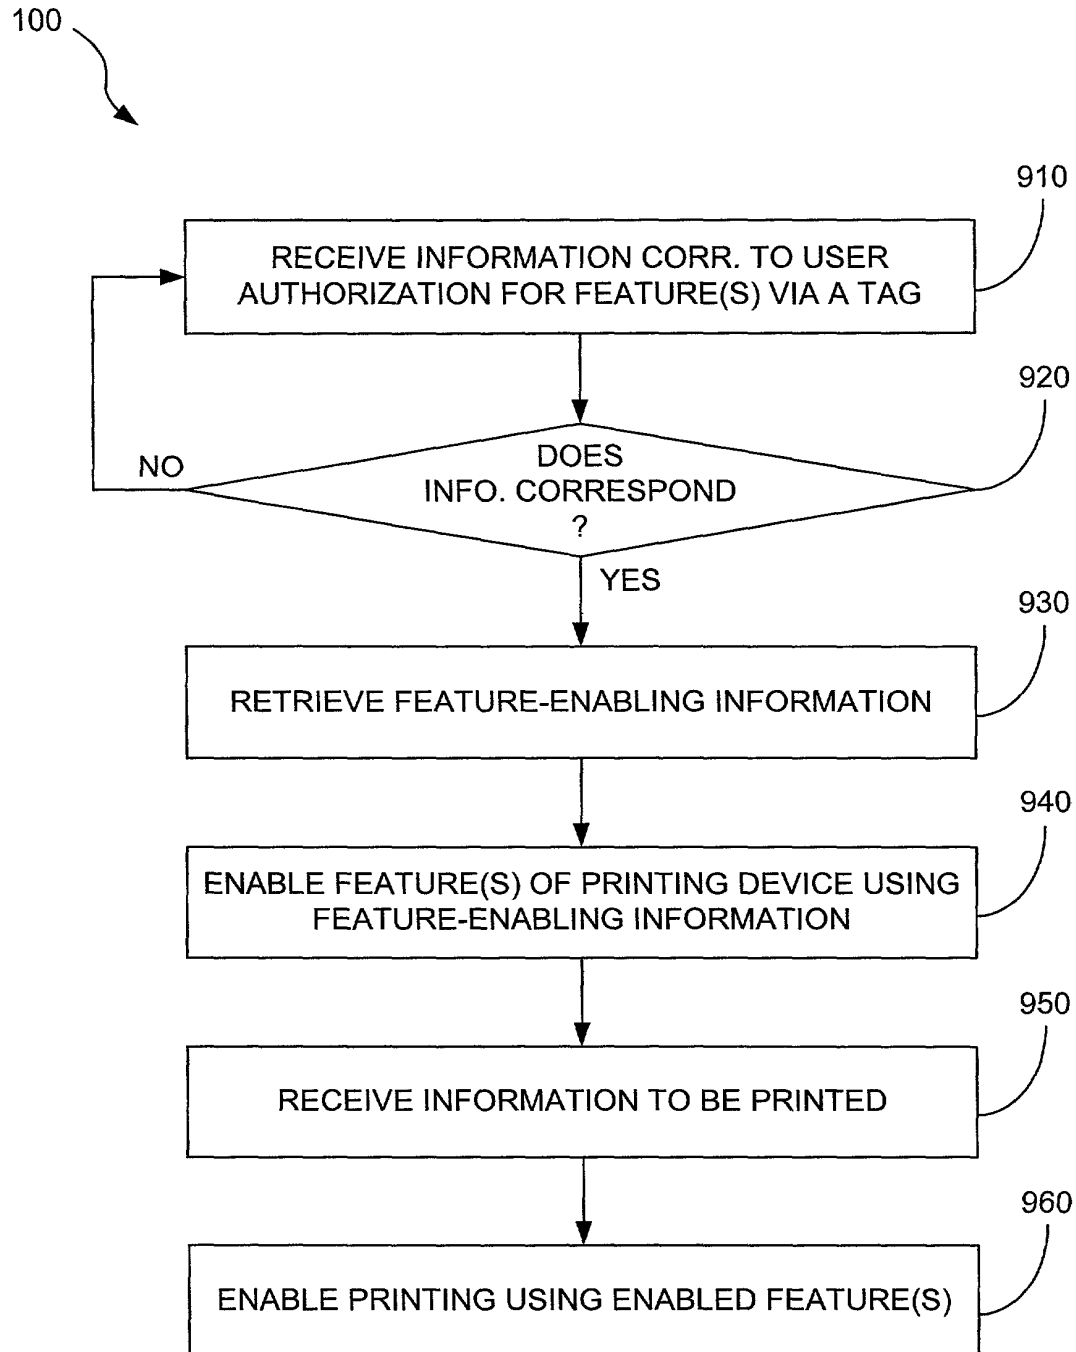 100
910
RECEIVE INFORMATION CORR. TO USER
AUTHORIZATION FOR FEATURE(S) VIA A TAG
920
DOES
INFO. CORRESPOND
?
NO
YES
930
RETRIEVE FEATURE-ENABLING INFORMATION
940
ENABLE FEATURE(S) OF PRINTING DEVICE USING
FEATURE-ENABLING INFORMATION
950
RECEIVE INFORMATION TO BE PRINTED
960
ENABLE PRINTING USING ENABLED FEATURE(S)